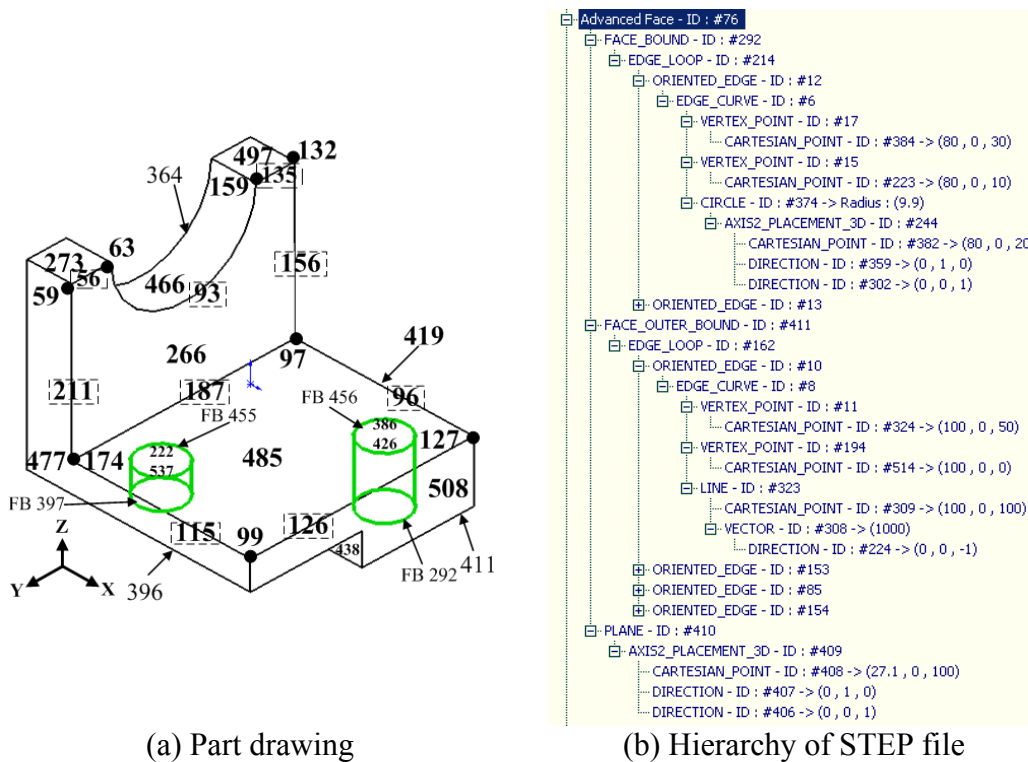 497
132
364
159
135
63
273
56
59
466
93
156
419
266
97
187
FB 456
96
211
FB 455
386
426
127
222
477
174
485
537
508
FB 397
115
99
126
438
Z
FB 292
411
Y
X
396
(a) Part drawing
Advanced Face - ID : #76
FACE_BOUND - ID : #292
EDGE_LOOP - ID : #214
ORIENTED_EDGE - ID : #12
EDGE_CURVE - ID : #6
VERTEX_POINT - ID : #17
CARTESIAN_POINT - ID : #384 -> (80 , 0 , 30)
VERTEX_POINT - ID : #15
CARTESIAN_POINT - ID : #223 -> (80 , 0 , 10)
CIRCLE - ID : #374 -> Radius : (9.9)
AXIS2_PLACEMENT_3D - ID : #244
CARTESIAN_POINT - ID : #382 -> (80 , 0 , 20
DIRECTION - ID : #359 -> (0 , 1 , 0)
DIRECTION - ID : #302 -> (0 , 0 , 1)
ORIENTED_EDGE - ID : #13
FACE_OUTER_BOUND - ID : #411
EDGE_LOOP - ID : #162
ORIENTED_EDGE - ID : #10
EDGE_CURVE - ID : #8
VERTEX_POINT - ID : #11
CARTESIAN_POINT - ID : #324 -> (100 , 0 , 50)
VERTEX_POINT - ID : #194
CARTESIAN_POINT - ID : #514 -> (100 , 0 , 0)
LINE - ID : #323
CARTESIAN_POINT - ID : #309 -> (100 , 0 , 100)
VECTOR - ID : #308 -> (1000)
DIRECTION - ID : #224 -> (0 , 0 , -1)
ORIENTED_EDGE - ID : #153
ORIENTED_EDGE - ID : #85
ORIENTED_EDGE - ID : #154
PLANE - ID : #410
AXIS2_PLACEMENT_3D - ID : #409
CARTESIAN_POINT - ID : #408 -> (27.1 , 0 , 100)
DIRECTION - ID : #407 -> (0 , 1 , 0)
DIRECTION - ID : #406 -> (0 , 0 , 1)
(b) Hierarchy of STEP file